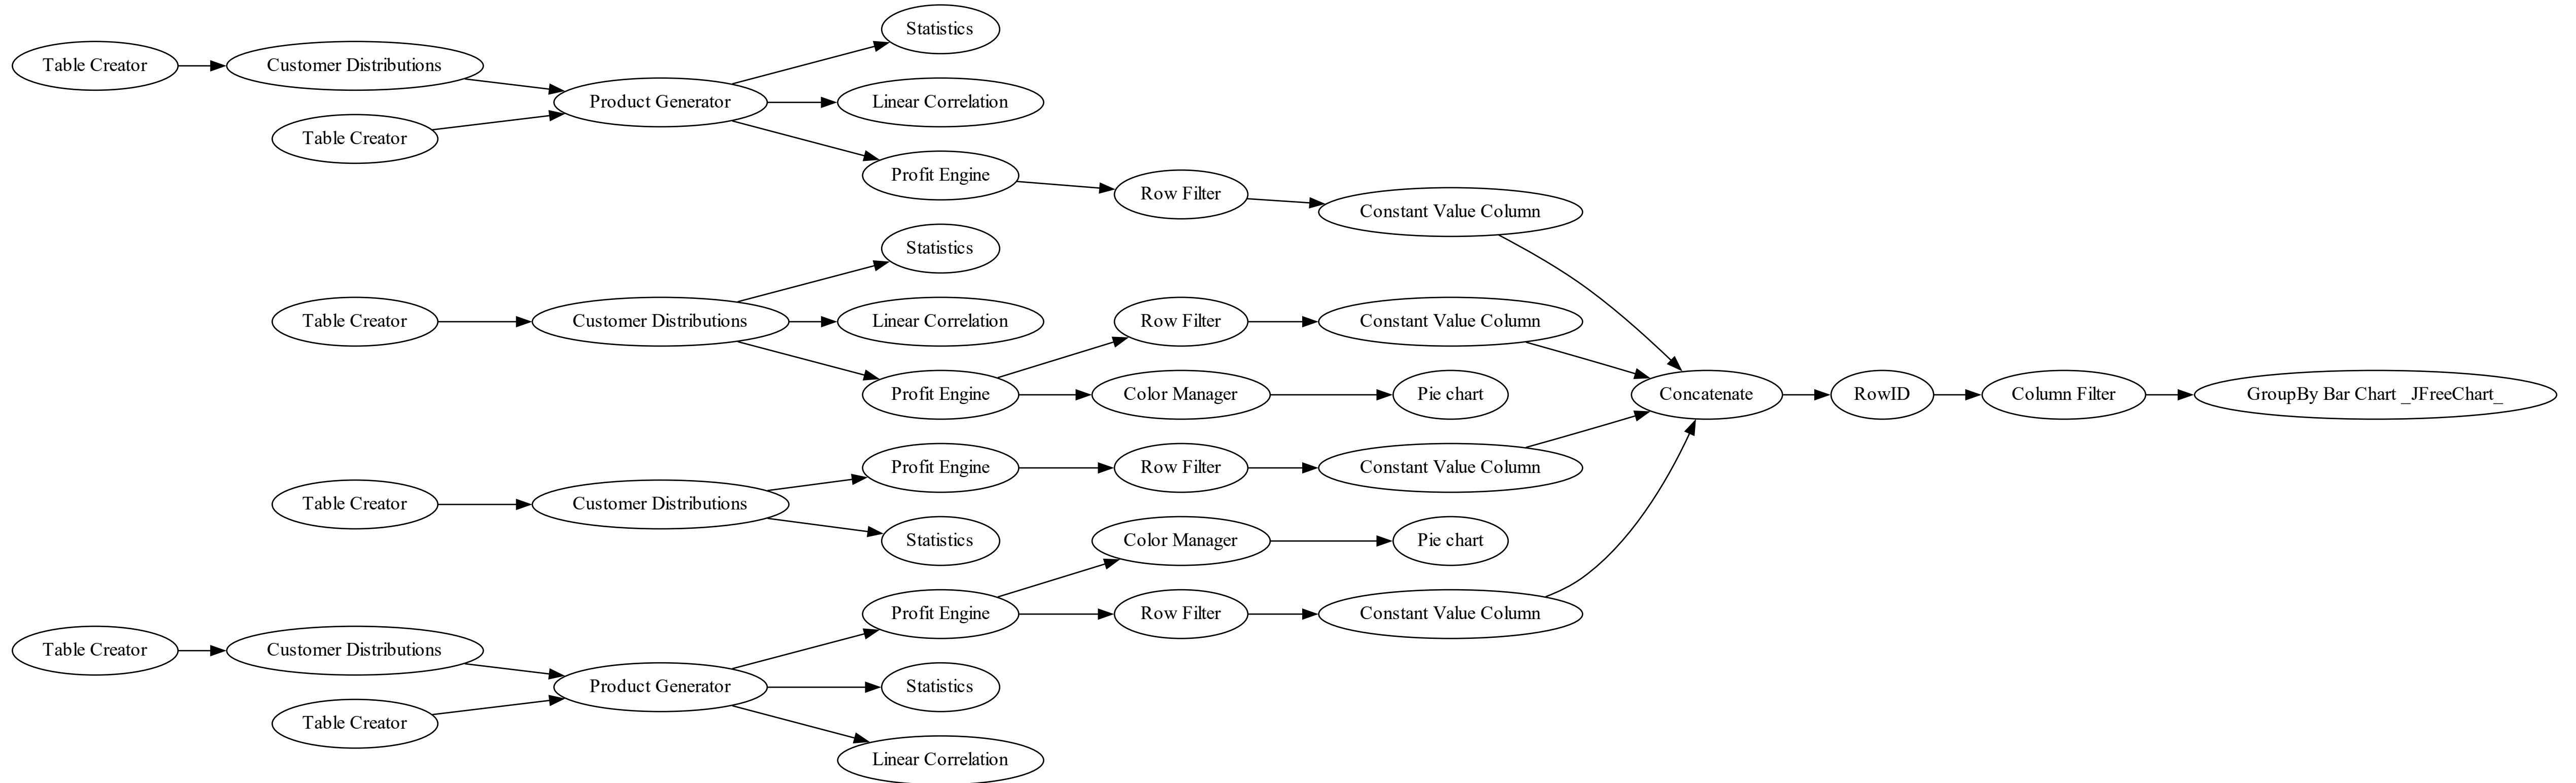 Statistics
Table Creator
Customer Distributions
Product Generator
Linear Correlation
Table Creator
Profit Engine
Row Filter
Constant Value Column
Statistics
Table Creator
Customer Distributions
Linear Correlation
Row Filter
Constant Value Column
Profit Engine
Color Manager
Pie chart
Concatenate
RowID
Column Filter
GroupBy Bar Chart _JFreeChart_
Profit Engine
Row Filter
Constant Value Column
Table Creator
Customer Distributions
Statistics
Color Manager
Pie chart
Profit Engine
Row Filter
Constant Value Column
Table Creator
Customer Distributions
Product Generator
Statistics
Table Creator
Linear Correlation